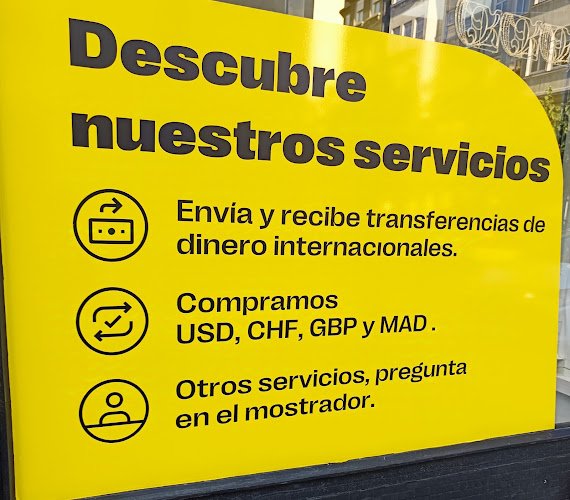 Descubre
nuestros servicios
Envía y recibe transferencias de
dinero internacionales.
Compramos
USD, CHF, GBP y MAD.
Otros servicios, pregunta
en el mostrador.